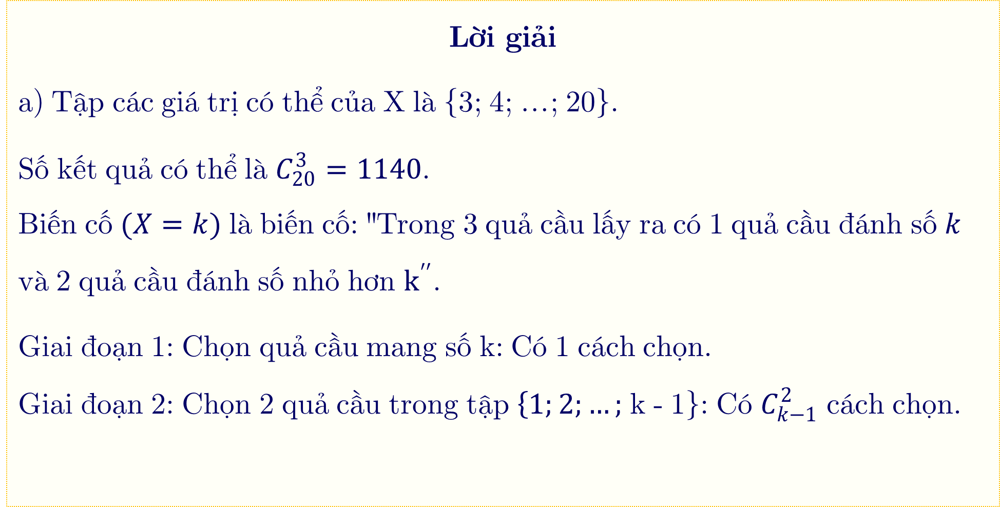 Lời giải
a) Tập các giá trị có thể của X là {3; 4; …; 20}.
Số kết quả có thể là $C_{20}^{3} = 1140$.
Biến cố $(X = k)$ là biến cố: "Trong 3 quả cầu lấy ra có 1 quả cầu đánh số $k$
và 2 quả cầu đánh số nhỏ hơn k″.
Giai đoạn 1: Chọn quả cầu mang số k: Có 1 cách chọn.
Giai đoạn 2: Chọn 2 quả cầu trong tập {1; 2; … ; k - 1}: Có $C_{k-1}^{2}$ cách chọn.